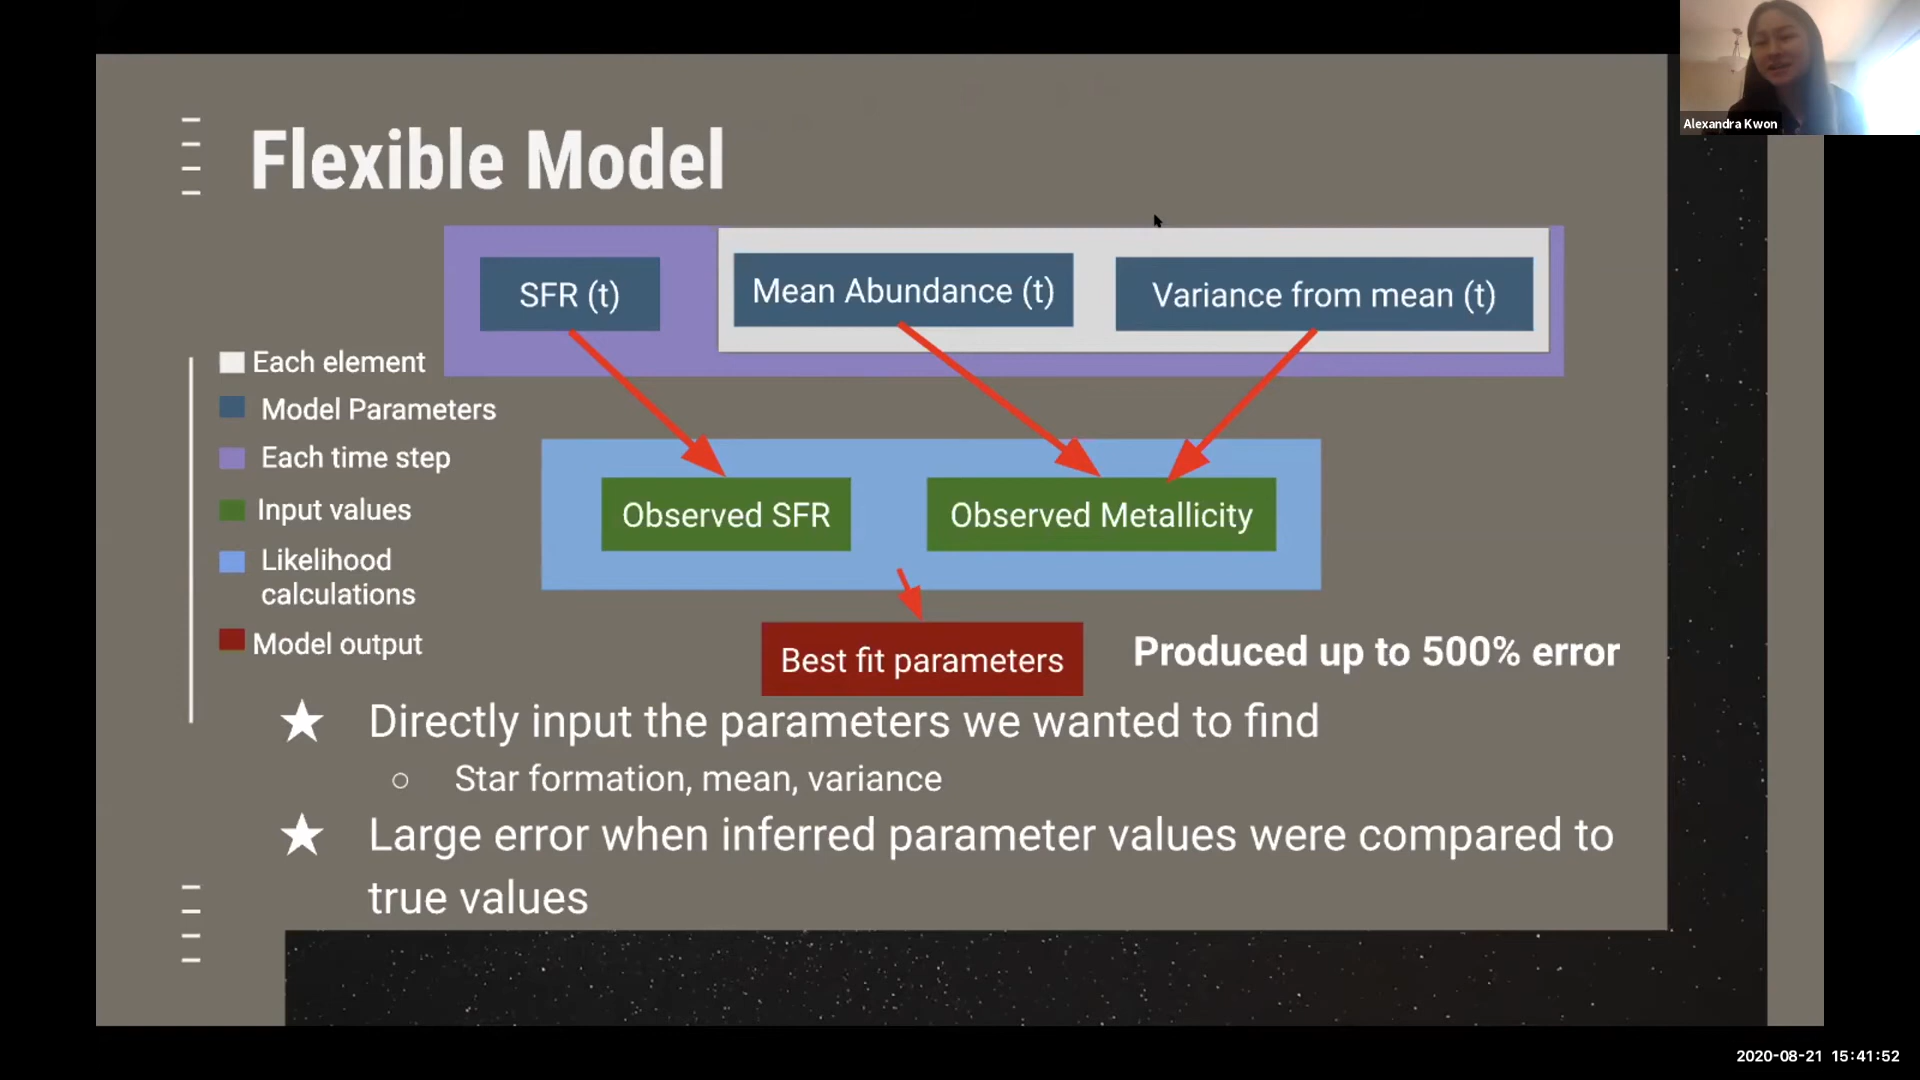 Alexandra Kwon
Flexible Model
SFR (t)
Mean Abundance (t)
Variance from mean (t)
Each element
Model Parameters
Each time step
Input values
Likelihood
calculations
Model output
Observed SFR
Observed Metallicity
Best fit parameters
Produced up to 500% error
Directly input the parameters we wanted to find
Star formation, mean, variance
Large error when inferred parameter values were compared to
true values
2020-08-21 15:41:52